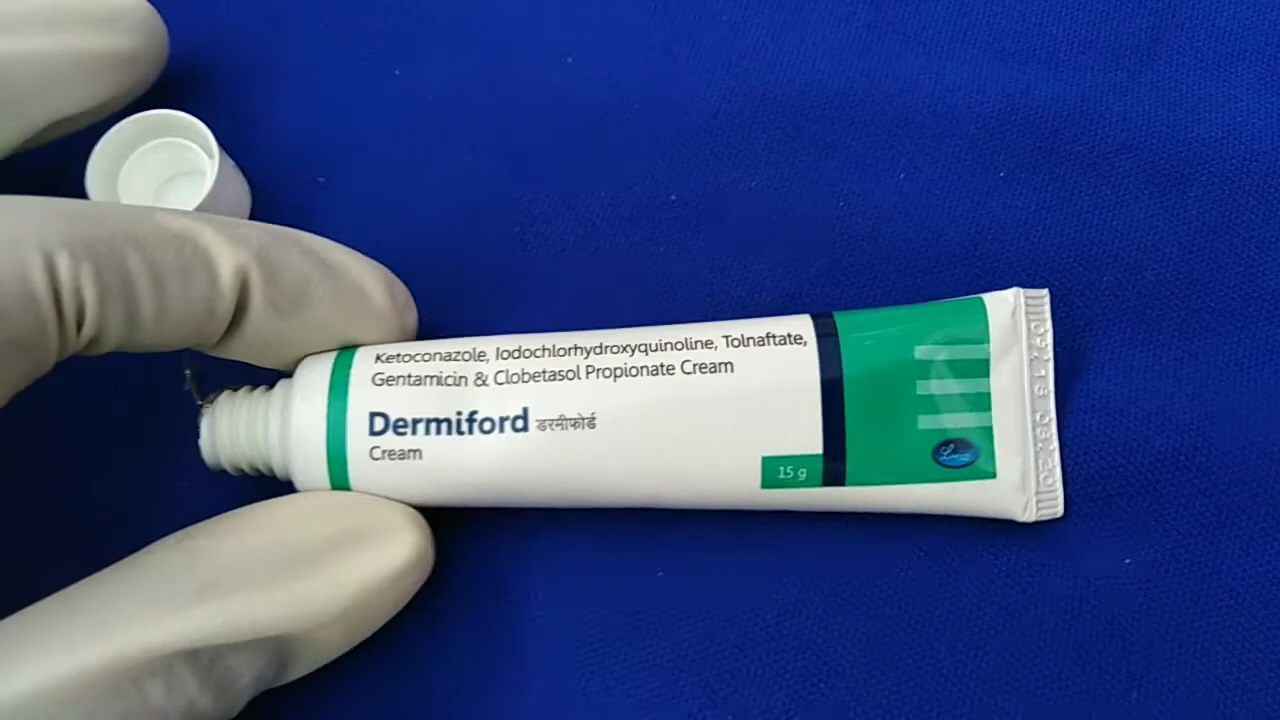 Ketoconazole, Iodochlorhydroxyquinoline, Tolnaftate,
Gentamicin & Clobetasol Propionate Cream
Dermiford डरमीफोर्ड
Cream
15 g